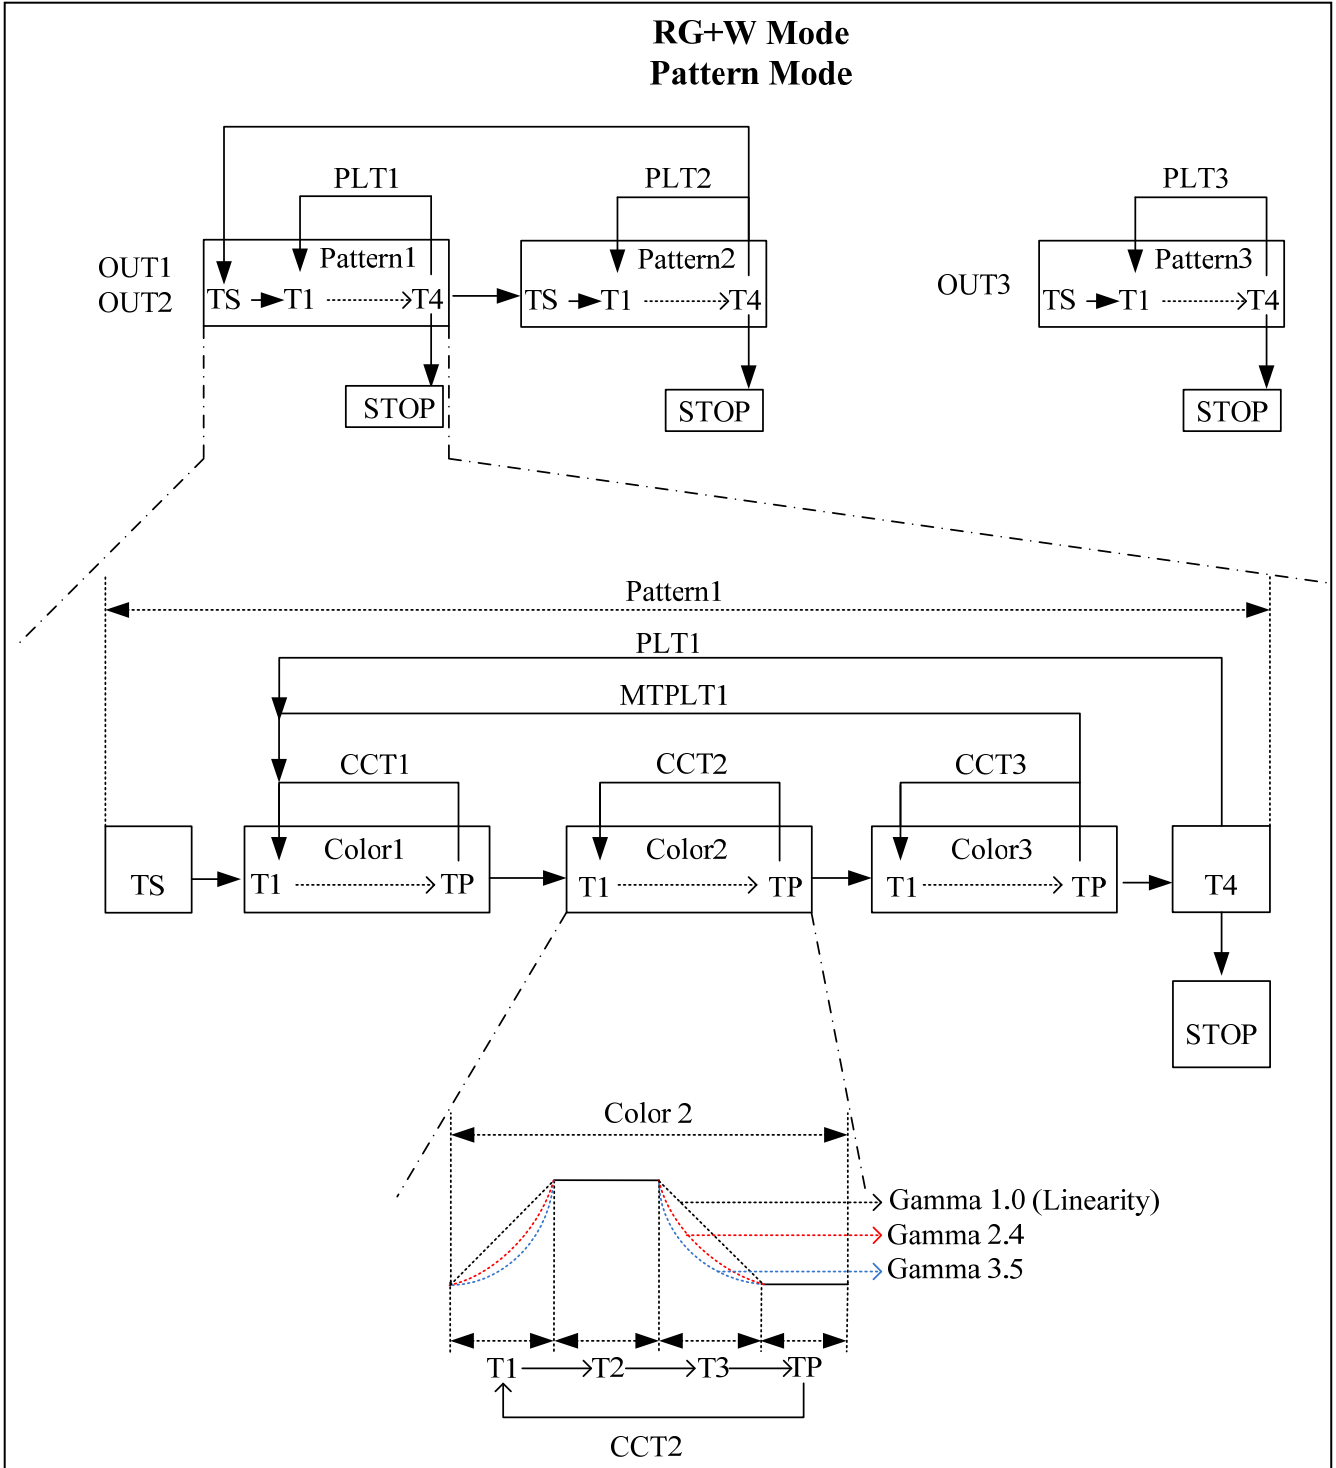 RG+W Mode
Pattern Mode
PLT1
PLT2
PLT3
OUT1
OUT2
Pattern1
TS
T1
T4
Pattern2
TS
T1
T4
OUT3
Pattern3
TS
T1
T4
STOP
STOP
STOP
Pattern1
PLT1
MTPLT1
CCT1
CCT2
CCT3
TS
Color1
T1
TP
Color2
T1
TP
Color3
T1
TP
T4
STOP
Color 2
Gamma 1.0 (Linearity)
Gamma 2.4
Gamma 3.5
T1
T2
T3
TP
CCT2